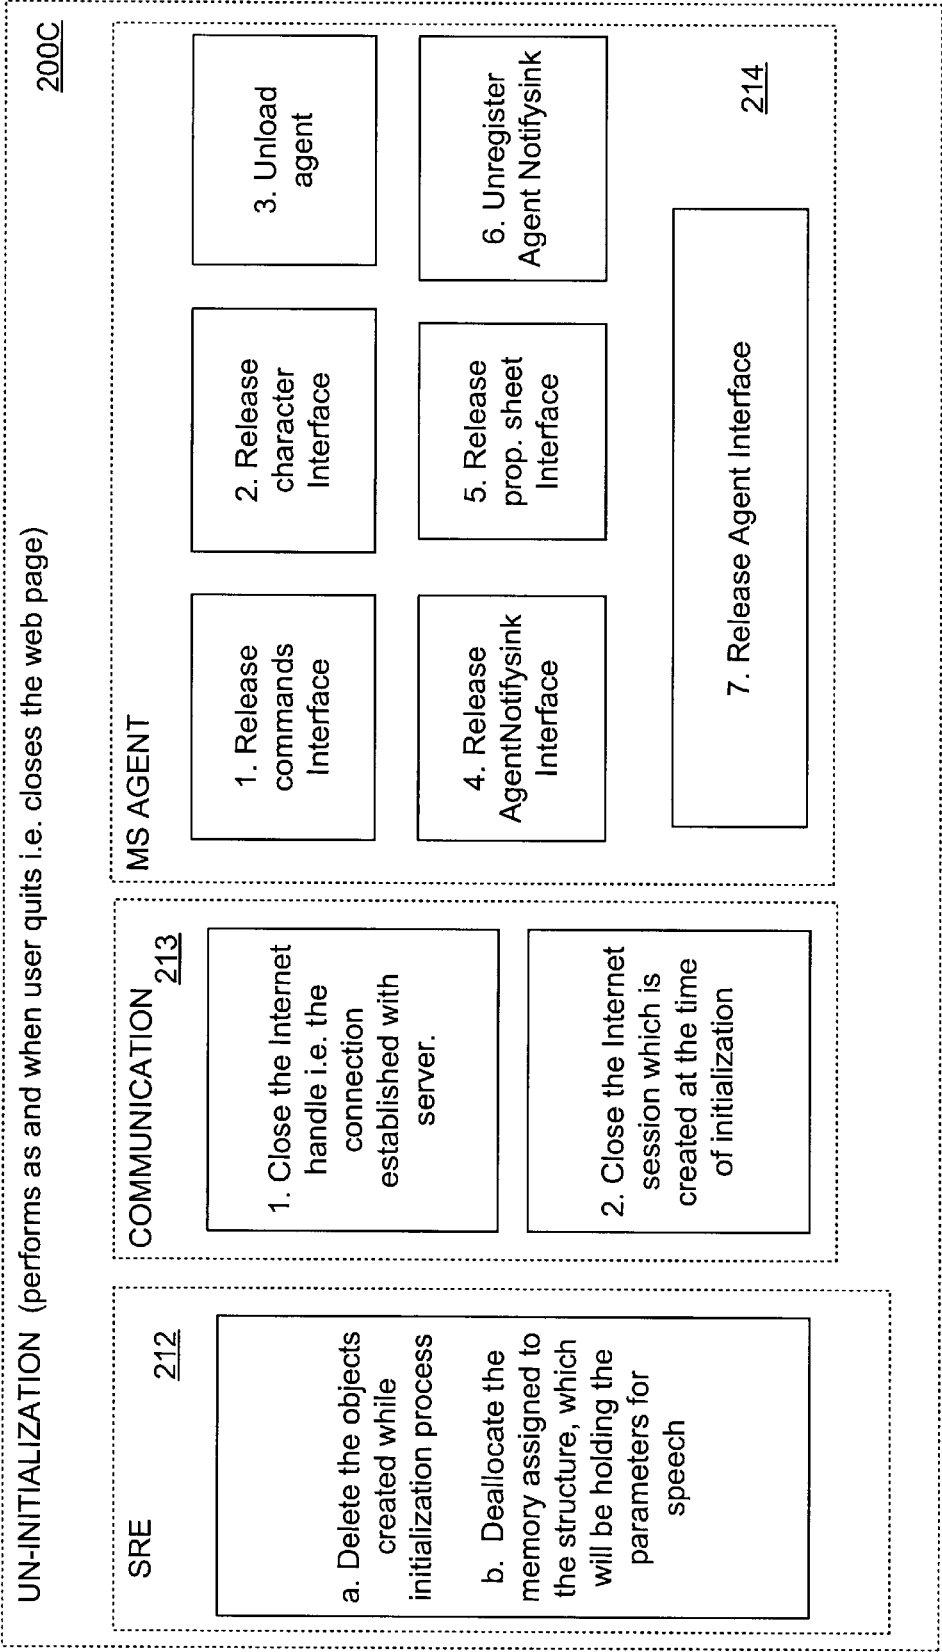 UN-INITIALIZATION (performs as and when user quits i.e. closes the web page)
200C
SRE
212
a. Delete the objects
created while
initialization process
b. Deallocate the
memory assigned to
the structure, which
will be holding the
parameters for
speech
COMMUNICATION
213
1. Close the Internet
handle i.e. the
connection
established with
server.
2. Close the Internet
session which is
created at the time
of initialization
MS AGENT
1. Release
commands
Interface
2. Release
character
Interface
3. Unload
agent
4. Release
AgentNotifysink
Interface
5. Release
prop. sheet
Interface
6. Unregister
Agent Notifysink
7. Release Agent Interface
214